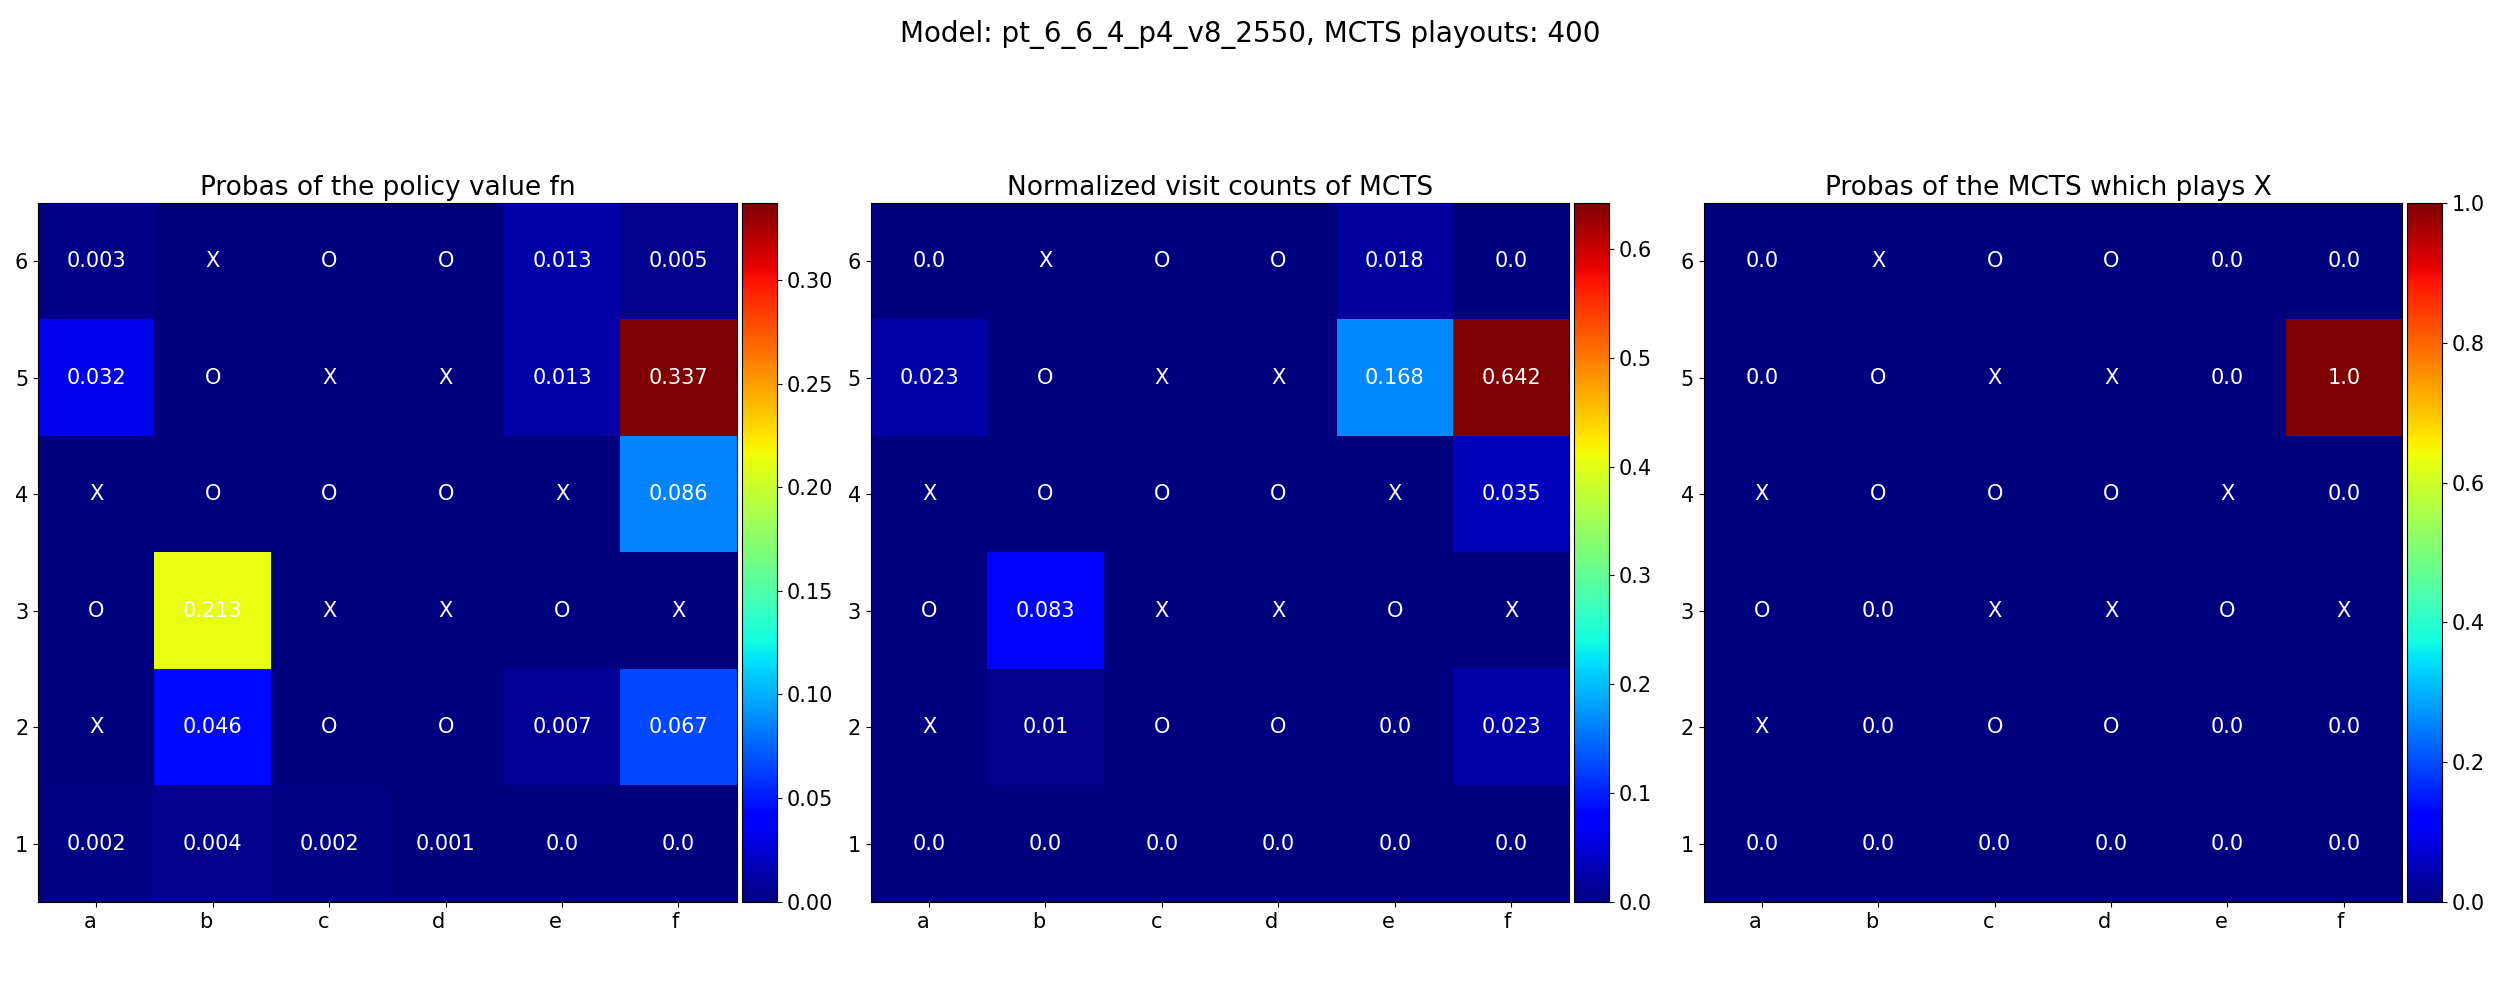 Model: pt_6_6_4_p4_v8_2550, MCTS playouts: 400
Probas of the policy value fn
6 0.003 X O O 0.013 0.005
5 0.032 O X X 0.013 0.337
4 X O O O X 0.086
3 O 0.213 X X O X
2 X 0.046 O O 0.007 0.067
1 0.002 0.004 0.002 0.001 0.0 0.0
a b c d e f
0.30
0.25
0.20
0.15
0.10
0.05
0.00
Normalized visit counts of MCTS
6 0.0 X O O 0.018 0.0
5 0.023 O X X 0.168 0.642
4 X O O O X 0.035
3 O 0.083 X X O X
2 X 0.01 O O 0.0 0.023
1 0.0 0.0 0.0 0.0 0.0 0.0
a b c d e f
0.6
0.5
0.4
0.3
0.2
0.1
0.0
Probas of the MCTS which plays X
6 0.0 X O O 0.0 0.0
5 0.0 O X X 0.0 1.0
4 X O O O X 0.0
3 O 0.0 X X O X
2 X 0.0 O O 0.0 0.0
1 0.0 0.0 0.0 0.0 0.0 0.0
a b c d e f
1.0
0.8
0.6
0.4
0.2
0.0